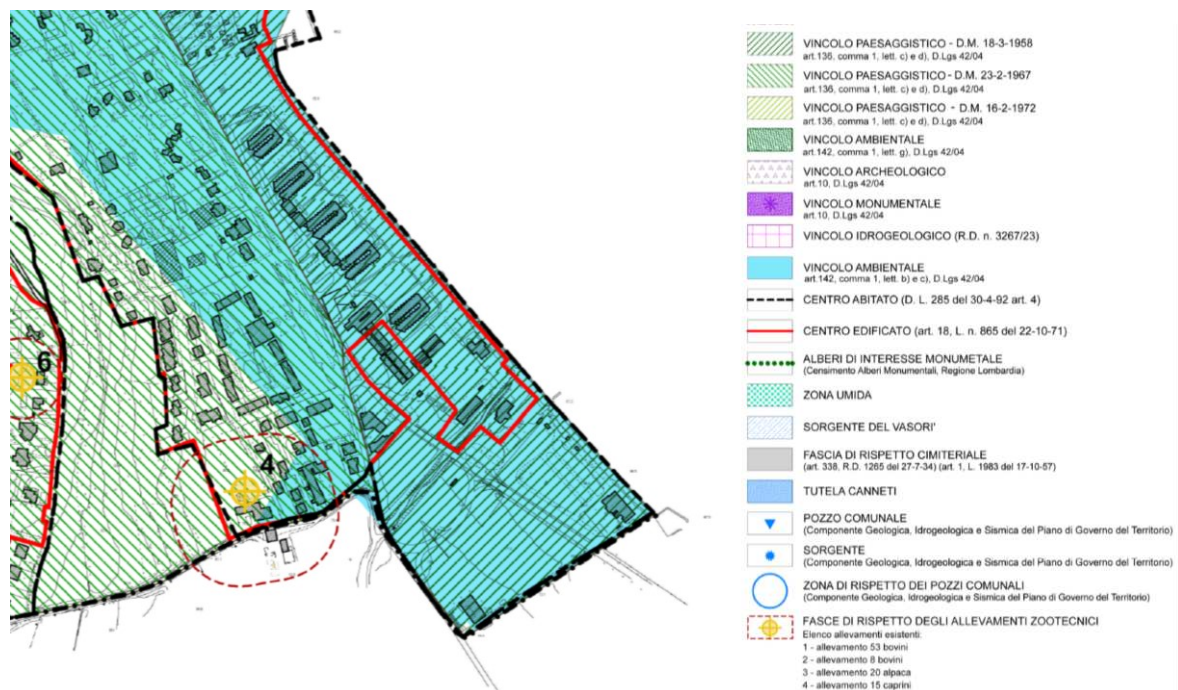 6
4
VINCOLO PAESAGGISTICO - D.M. 18-3-1958
art.136, comma 1, lett. c) e d), D.Lgs 42/04
VINCOLO PAESAGGISTICO - D.M. 23-2-1967
art.136, comma 1, lett. c) e d), D.Lgs 42/04
VINCOLO PAESAGGISTICO - D.M. 16-2-1972
art.136, comma 1, lett. c) e d), D.Lgs 42/04
VINCOLO AMBIENTALE
art.142, comma 1, lett. g), D.Lgs 42/04
VINCOLO ARCHEOLOGICO
art.10, D.Lgs 42/04
VINCOLO MONUMENTALE
art.10, D.Lgs 42/04
VINCOLO IDROGEOLOGICO (R.D. n. 3267/23)
VINCOLO AMBIENTALE
art.142, comma 1, lett. b) e c), D.Lgs 42/04
CENTRO ABITATO (D. L. 285 del 30-4-92 art. 4)
CENTRO EDIFICATO (art. 18, L. n. 865 del 22-10-71)
ALBERI DI INTERESSE MONUMETALE
(Censimento Alberi Monumentali, Regione Lombardia)
ZONA UMIDA
SORGENTE DEL VASORI'
FASCIA DI RISPETTO CIMITERIALE
(art. 338, R.D. 1265 del 27-7-34) (art. 1, L. 1983 del 17-10-57)
TUTELA CANNETI
POZZO COMUNALE
(Componente Geologica, Idrogeologica e Sismica del Piano di Governo del Territorio)
SORGENTE
(Componente Geologica, Idrogeologica e Sismica del Piano di Governo del Territorio)
ZONA DI RISPETTO DEI POZZI COMUNALI
(Componente Geologica, Idrogeologica e Sismica del Piano di Governo del Territorio)
FASCE DI RISPETTO DEGLI ALLEVAMENTI ZOOTECNICI
Elenco allevamenti esistenti:
1 - allevamento 53 bovini
2 - allevamento 8 bovini
3 - allevamento 20 alpaca
4 - allevamento 15 caprini